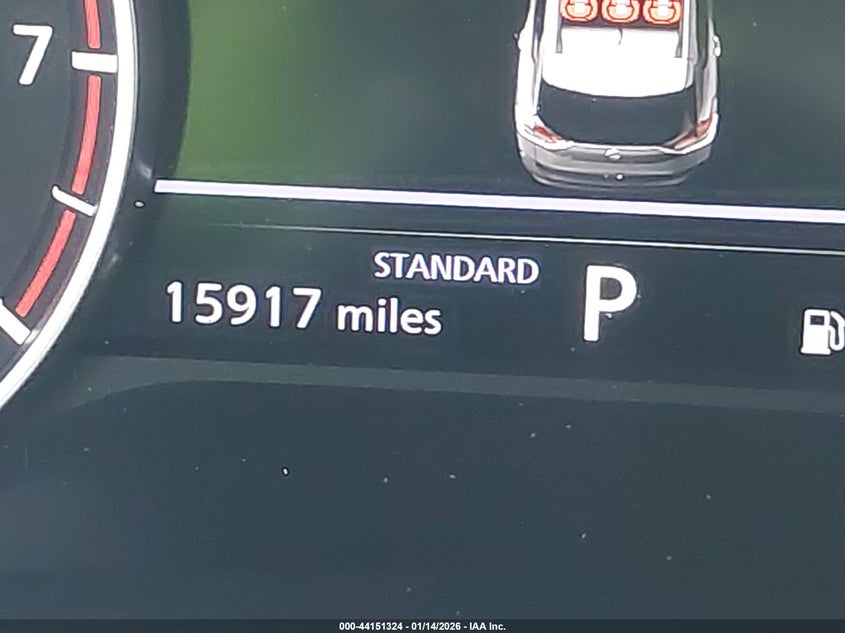 7
STANDARD
P
15917 miles
000-44151324 - 01/14/2026 - IAA Inc.